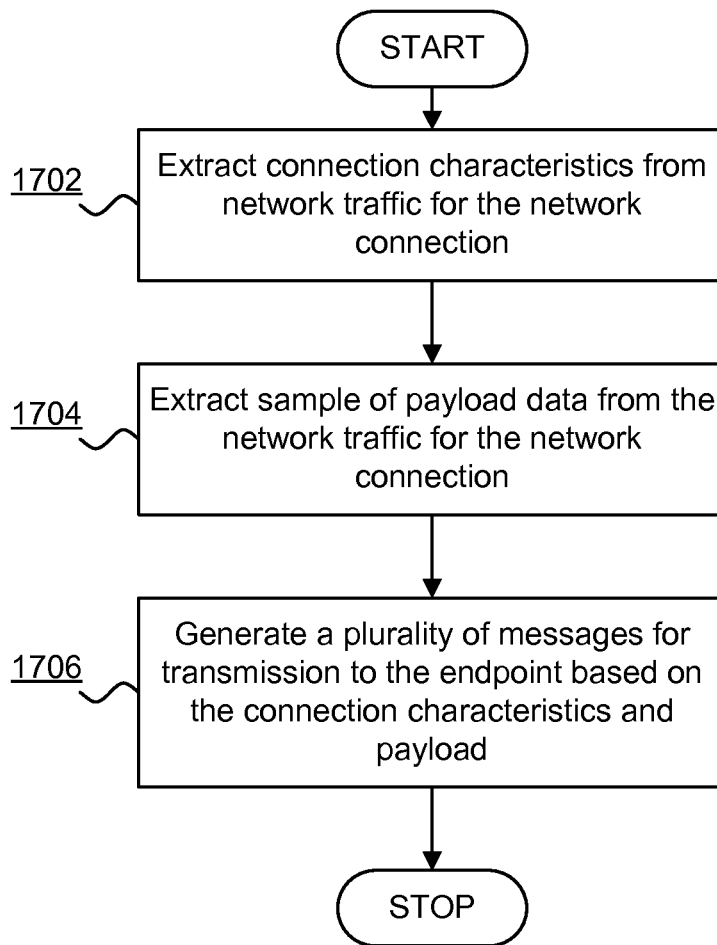 START
1702
Extract connection characteristics from
network traffic for the network
connection
1704
Extract sample of payload data from the
network traffic for the network
connection
1706
Generate a plurality of messages for
transmission to the endpoint based on
the connection characteristics and
payload
STOP